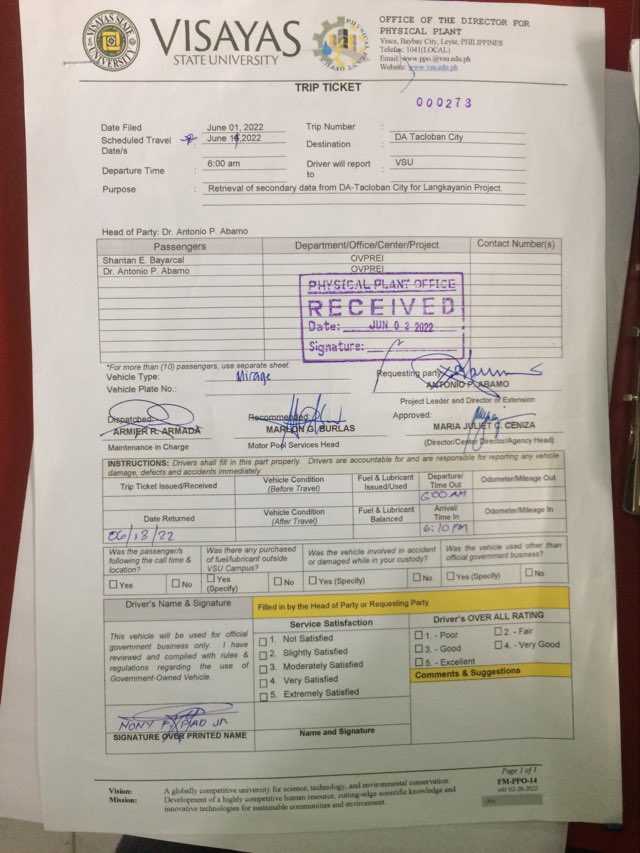 VISAYAS
STATE UNIVERSITY
OFFICE OF THE DIRECTOR FOR
PHYSICAL PLANT
Visca, Baybay City, Leyte, PHILIPPINES
Telefax: 1041(LOCAL)
Email: www.ppo.@vsu.edu.ph
Website: www.vsu.edu.ph
TRIP TICKET
000273
Date Filed : June 01, 2022 Trip Number :
Scheduled Travel Date/s : June ,2022 Destination : DA Tacloban City
Departure Time : 6:00 am Driver will report to : VSU
Purpose : Retrieval of secondary data from DA-Tacloban City for Langkayanin Project.
Head of Party: Dr. Antonio P. Abamo
Passengers Department/Office/Center/Project Contact Number(s)
Shantan E. Bayarcal OVPREI
Dr. Antonio P. Abamo OVPREI
PHYSICAL PLANT OFFICE
RECEIVED
Date: JUN 02 2022
Signature:
*For more than (10) passengers, use separate sheet.
Vehicle Type: Mirage Requesting party:
Vehicle Plate No.: ANTONIO P. ABAMO
Project Leader and Director of Extension
Dispatched: Recommended: Approved:
ARMIER R. ARMADA MARLON G. BURLAS MARIA JULIET C. CENIZA
Maintenance in Charge Motor Pool Services Head (Director/Center Director/Agency Head)
INSTRUCTIONS: Drivers shall fill in this part properly. Drivers are accountable for and are responsible for reporting any vehicle
damage, defects and accidents immediately
Trip Ticket Issued/Received Vehicle Condition (Before Travel) Fuel & Lubricant Issued/Used Departure/ Time Out Odometer/Mileage Out
6:00 AM
Date Returned Vehicle Condition (After Travel) Fuel & Lubricant Balanced Arrival/ Time In Odometer/Mileage In
06/13/22 6:10 PM
Was the passenger/s following the call time & location? Was there any purchased of fuel/lubricant outside VSU Campus? Was the vehicle involved in accident or damaged while in your custody? Was the vehicle used other than official government business?
Yes No Yes (Specify) No Yes (Specify) No Yes (Specify) No
Driver's Name & Signature Filled in by the Head of Party or Requesting Party
This vehicle will be used for official
government business only. I have
reviewed and complied with rules &
regulations regarding the use of
Government-Owned Vehicle.
SIGNATURE OVER PRINTED NAME
Service Satisfaction
1. Not Satisfied
2. Slightly Satisfied
3. Moderately Satisfied
4. Very Satisfied
5. Extremely Satisfied
Name and Signature
Driver's OVER ALL RATING
1. - Poor 2. - Fair
3. - Good 4. - Very Good
5. - Excellent
Comments & Suggestions
Page 1 of 1
FM-PPO-14
v01 03-28-2022
No.
Vision: A globally competitive university for science, technology, and environmental conservation
Mission: Development of a highly competitive human resource, cutting-edge scientific knowledge and
innovative technologies for sustainable communities and environment.